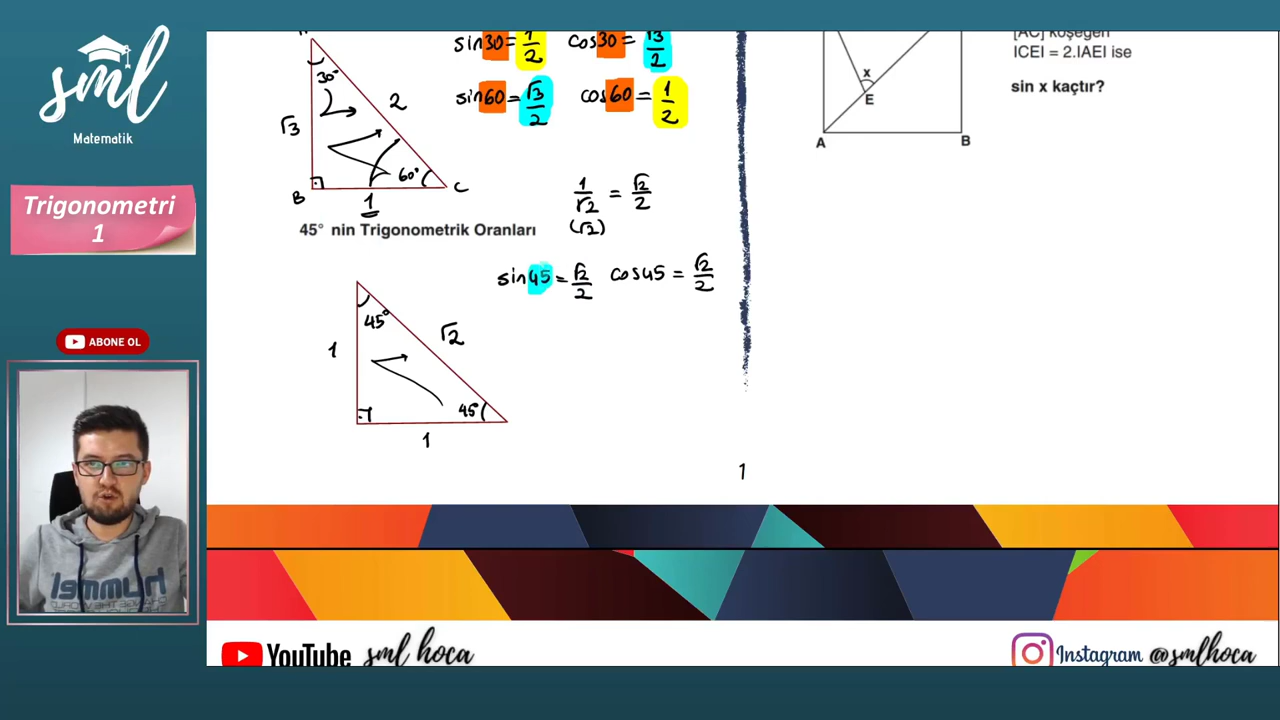 sml
Matematik
Trigonometri
1
ABONE OL
sin30=1/2 cos30=√3/2
sin60=√3/2 cos60=1/2
30°
2
√3
60°
B
C
1
1/√2 = √2/2
(√2)
45° nin Trigonometrik Oranları
sin45=√2/2 cos45=√2/2
45°
√2
1
45°
1
1
[AC] köşegen
ICEI = 2.IAEI ise
sin x kaçtır?
x
E
A
B
YouTube sml hoca
Instagram @smlhoca